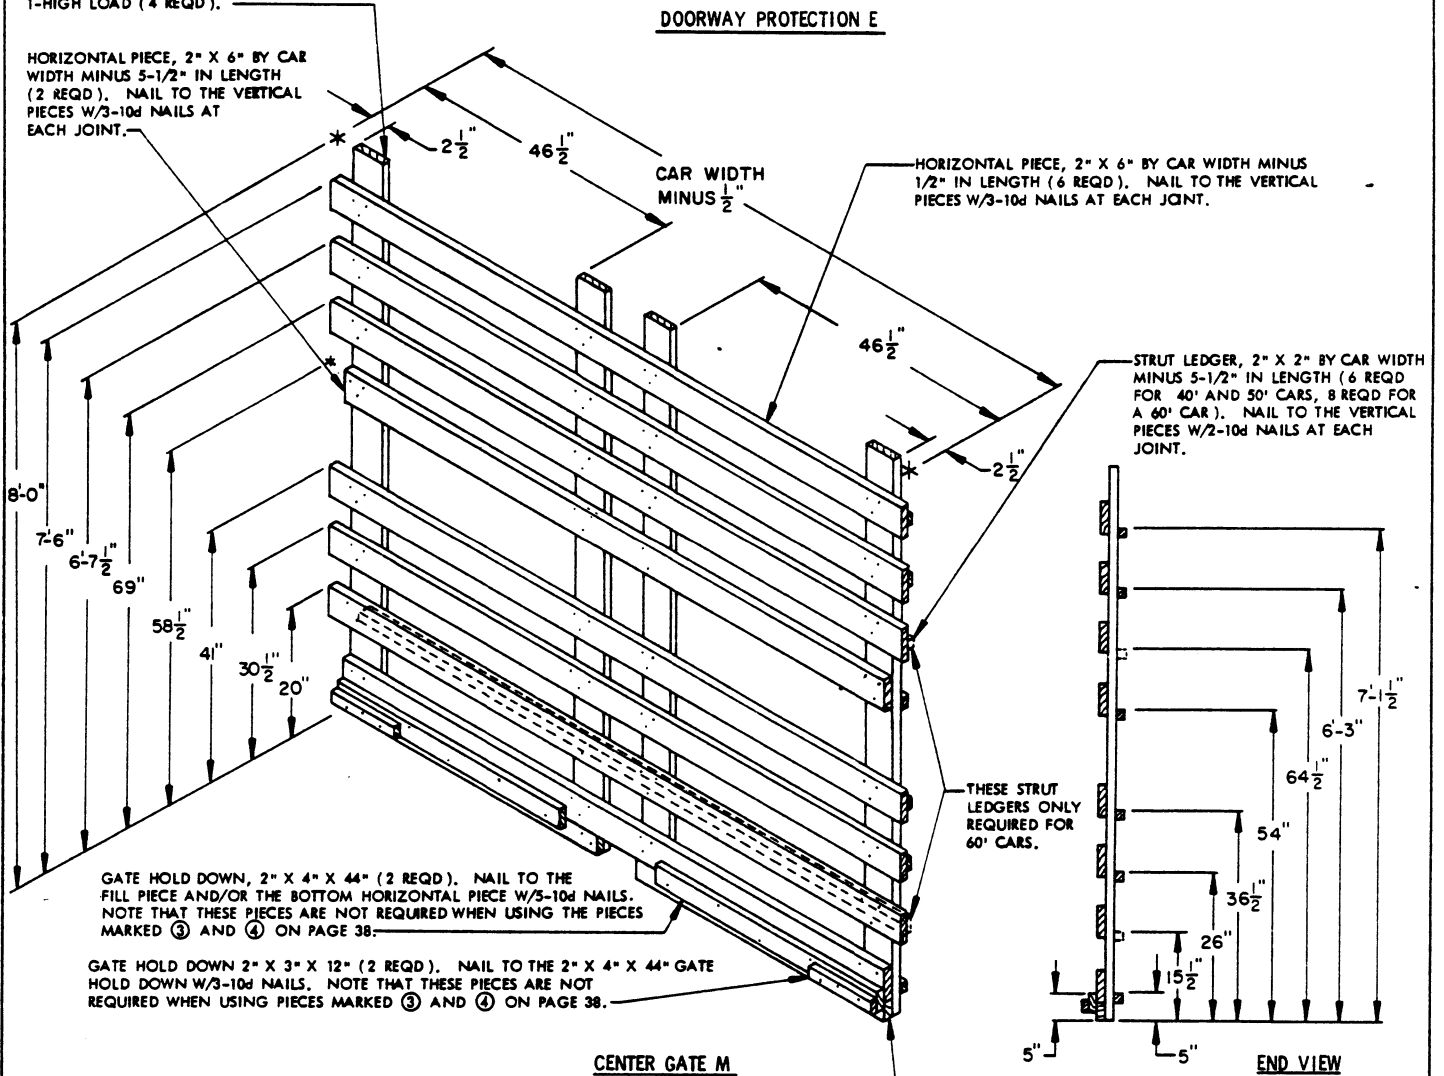 1-HIGH LOAD (4 REQD).
DOORWAY PROTECTION E
HORIZONTAL PIECE, 2" X 6" BY CAR
WIDTH MINUS 5-1/2" IN LENGTH
(2 REQD). NAIL TO THE VERTICAL
PIECES W/3-10d NAILS AT
EACH JOINT.
*
2 1/2"
46 1/2"
CAR WIDTH
MINUS 1/2"
HORIZONTAL PIECE, 2" X 6" BY CAR WIDTH MINUS
1/2" IN LENGTH (6 REQD). NAIL TO THE VERTICAL
PIECES W/3-10d NAILS AT EACH JOINT.
46 1/2"
*
STRUT LEDGER, 2" X 2" BY CAR WIDTH
MINUS 5-1/2" IN LENGTH (6 REQD
FOR 40' AND 50' CARS, 8 REQD FOR
A 60' CAR). NAIL TO THE VERTICAL
PIECES W/2-10d NAILS AT EACH
JOINT.
*
2 1/2"
8'-0"
7'-6"
6'-7 1/2"
69"
58 1/2"
41"
30 1/2"
20"
7'-1 1/2"
6'-3"
64 1/2"
54"
36 1/2"
26"
15 1/2"
THESE STRUT
LEDGERS ONLY
REQUIRED FOR
60' CARS.
GATE HOLD DOWN, 2" X 4" X 44" (2 REQD). NAIL TO THE
FILL PIECE AND/OR THE BOTTOM HORIZONTAL PIECE W/5-10d NAILS.
NOTE THAT THESE PIECES ARE NOT REQUIRED WHEN USING THE PIECES
MARKED ③ AND ④ ON PAGE 38.
GATE HOLD DOWN 2" X 3" X 12" (2 REQD). NAIL TO THE 2" X 4" X 44" GATE
HOLD DOWN W/3-10d NAILS. NOTE THAT THESE PIECES ARE NOT
REQUIRED WHEN USING PIECES MARKED ③ AND ④ ON PAGE 38.
5"
5"
CENTER GATE M
END VIEW